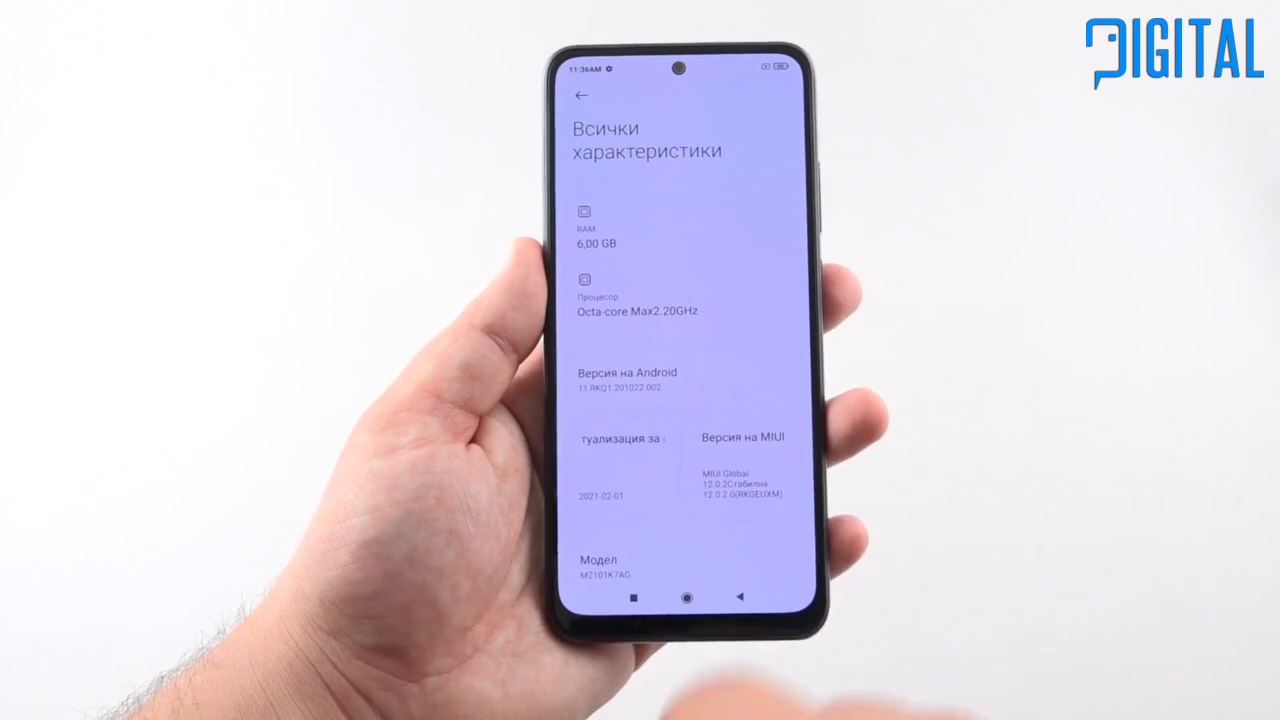 DIGITAL
11:36AM
Всички
характеристики
RAM
6,00 GB
Процесор
Octa-core Max2.20GHz
Версия на Android
11 RKQ1.201022.002
туализация за
2021-02-01
Версия на MIUI
MIUI Global
12.0.2Стабилна
12.0.2.0(RKGEUXM)
Модел
M2101K7AG